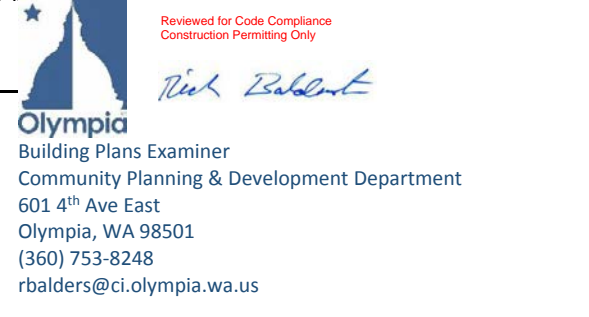 Reviewed for Code Compliance
Construction Permitting Only
Rich
Olympia
Building Plans Examiner
Community Planning & Development Department
601 4th Ave East
Olympia, WA 98501
(360) 753-8248
rbalders@ci.olympia.wa.us